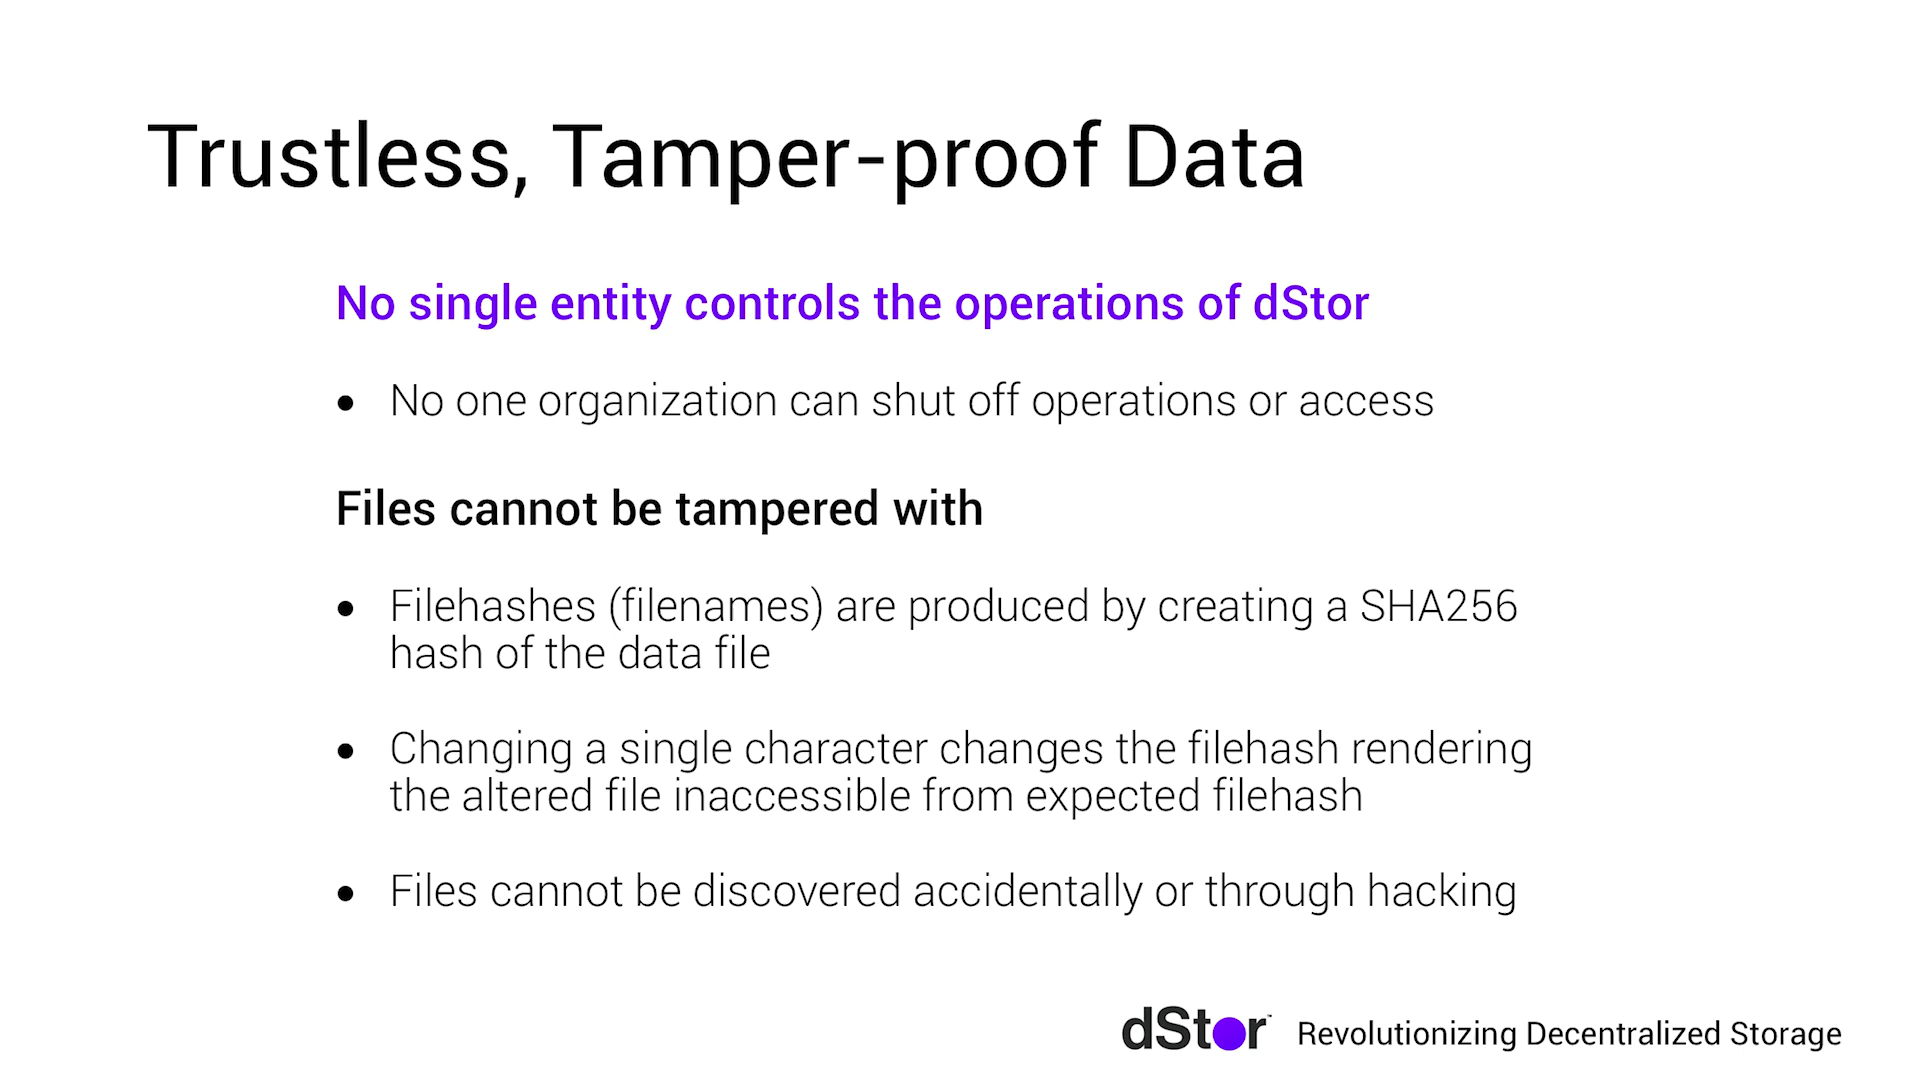 Trustless, Tamper-proof Data
No single entity controls the operations of dStor
• No one organization can shut off operations or access
Files cannot be tampered with
• Filehashes (filenames) are produced by creating a SHA256
hash of the data file
• Changing a single character changes the filehash rendering
the altered file inaccessible from expected filehash
• Files cannot be discovered accidentally or through hacking
dStor™ Revolutionizing Decentralized Storage